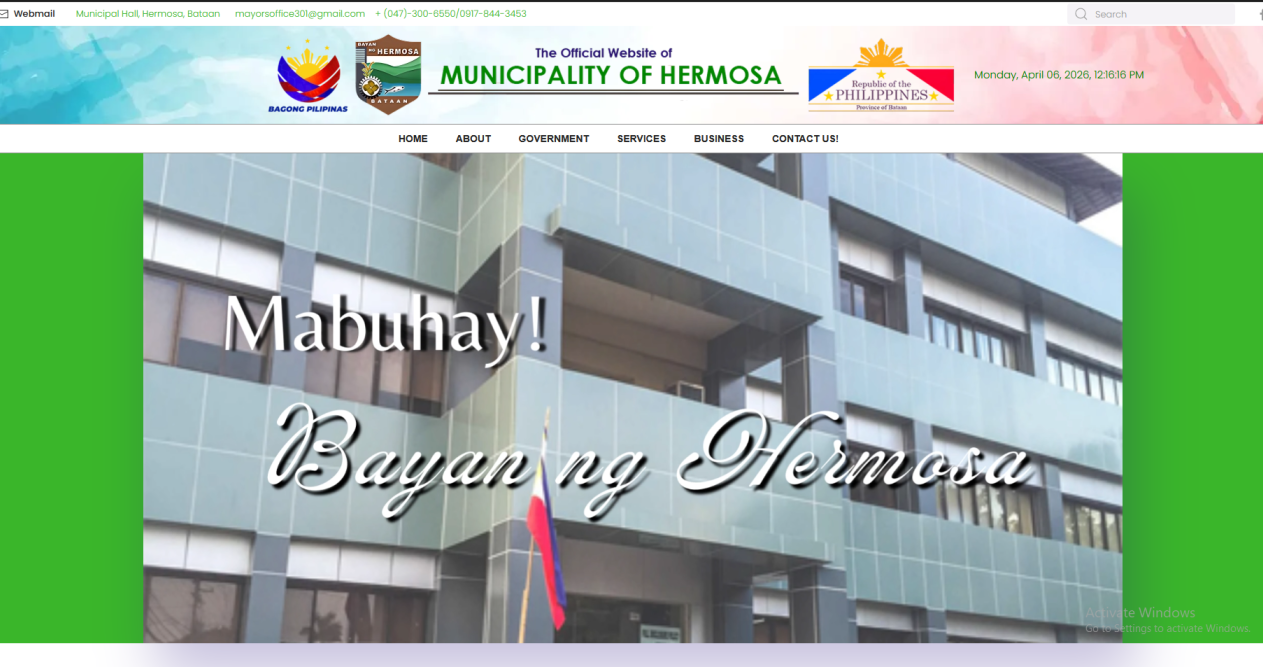 Webmail
Municipal Hall, Hermosa, Bataan
mayorsoffice301@gmail.com
+ (047)-300-6550/0917-844-3453
Search
BAGONG PILIPINAS
BAYAN NG HERMOSA
BATAAN
The Official Website of
MUNICIPALITY OF HERMOSA
Republic of the
PHILIPPINES
Province of Bataan
Monday, April 06, 2026, 12:16:16 PM
HOME
ABOUT
GOVERNMENT
SERVICES
BUSINESS
CONTACT US!
Mabuhay!
Bayan ng Hermosa
Activate Windows
Go to Settings to activate Windows.